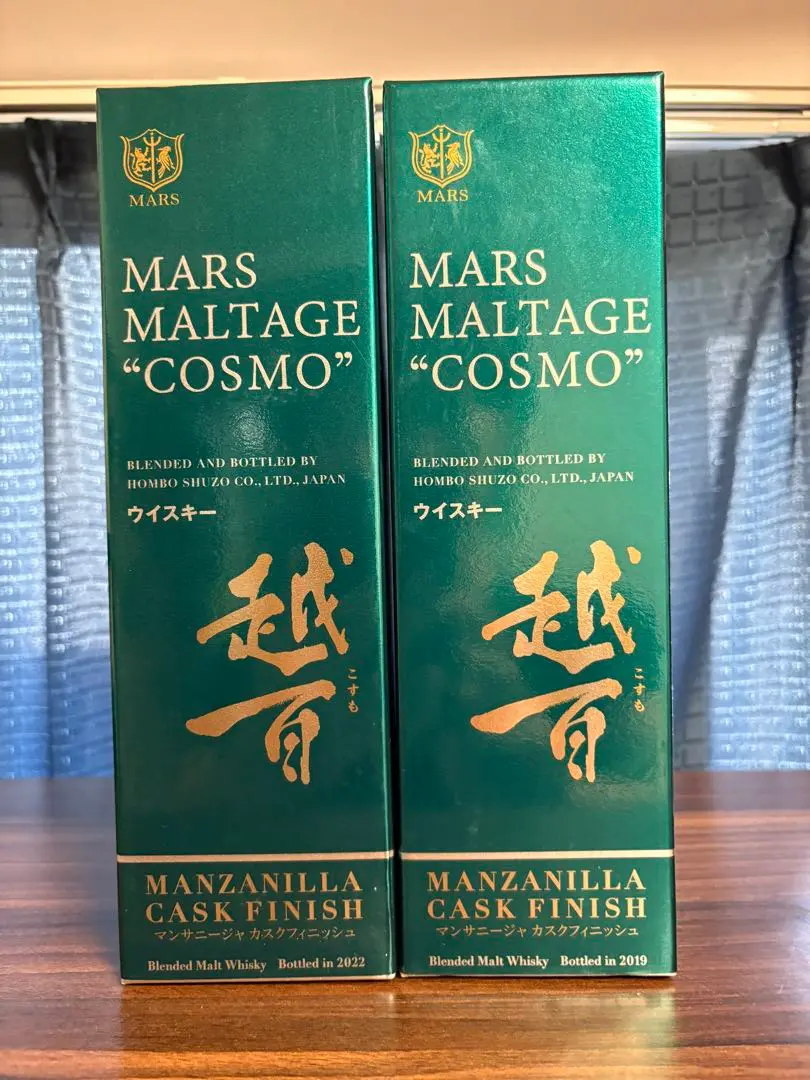 MARS
MARS
MALTAGE
“COSMO”
BLENDED AND BOTTLED BY
HOMBO SHUZO CO., LTD., JAPAN
ウイスキー
越百
こすも
MANZANILLA
CASK FINISH
マンサニージャ カスクフィニッシュ
Blended Malt Whisky Bottled in 2022
MARS
MARS
MALTAGE
“COSMO”
BLENDED AND BOTTLED BY
HOMBO SHUZO CO., LTD., JAPAN
ウイスキー
越百
こすも
MANZANILLA
CASK FINISH
マンサニージャ カスクフィニッシュ
Blended Malt Whisky Bottled in 2019